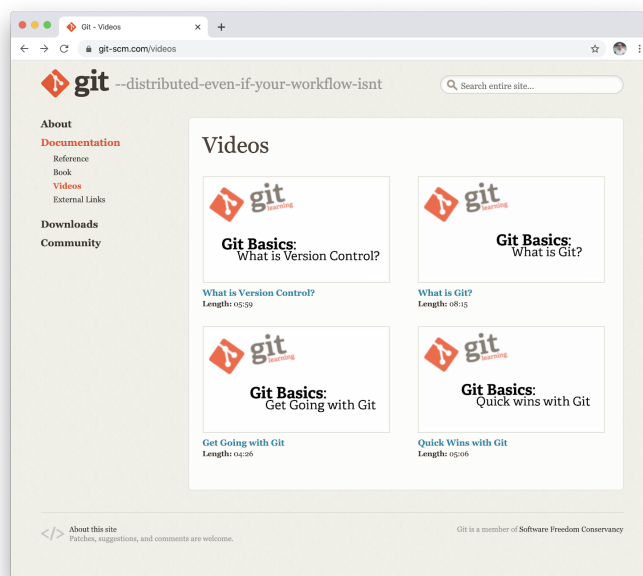 Git - Videos
git-scm.com/videos
git --distributed-even-if-your-workflow-isnt
Search entire site...
About
Documentation
Reference
Book
Videos
External Links
Downloads
Community
Videos
git
learning
Git Basics:
What is Version Control?
What is Version Control?
Length: 05:59
git
learning
Git Basics:
What is Git?
What is Git?
Length: 08:15
git
learning
Git Basics:
Get Going with Git
Get Going with Git
Length: 04:26
git
learning
Git Basics:
Quick wins with Git
Quick Wins with Git
Length: 05:06
</> About this site
Patches, suggestions, and comments are welcome.
Git is a member of Software Freedom Conservancy